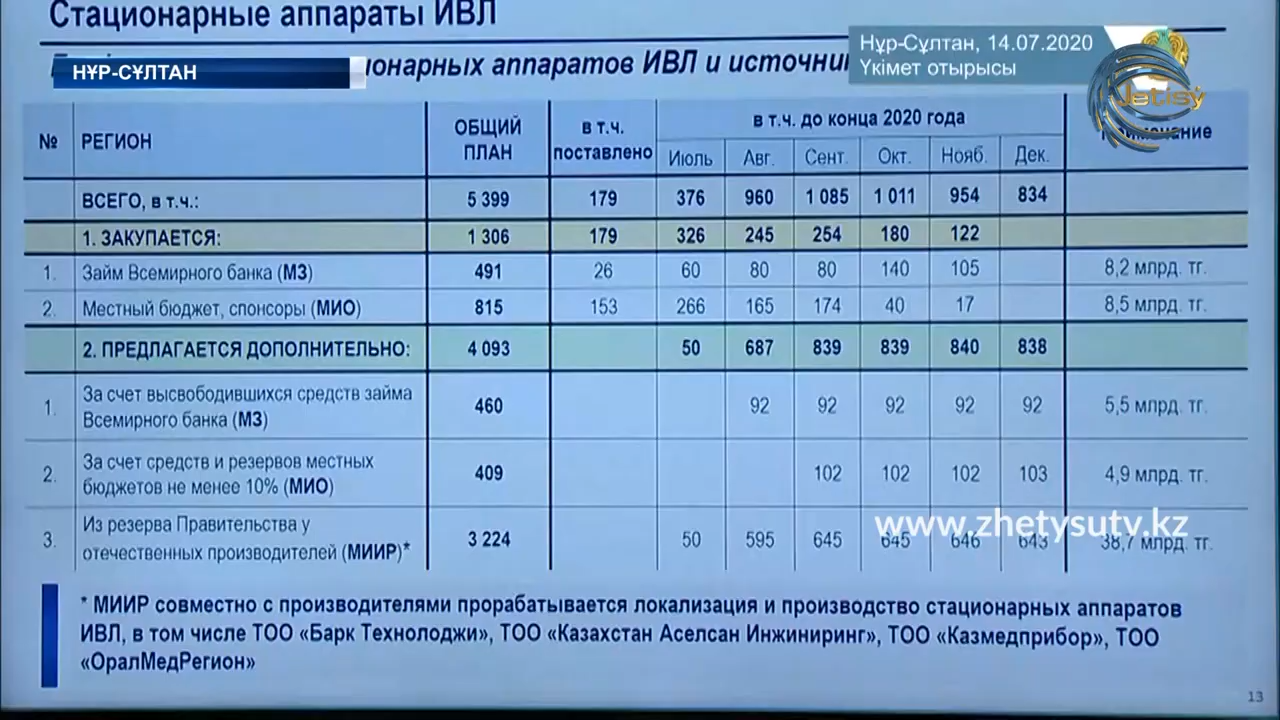 Стационарные аппараты ИВЛ
Нұр-Сұлтан, 14.07.2020
Үкімет отырысы
Jetisý
НҰР-СҰЛТАН
аппаратов ИВЛ и
№ РЕГИОН ОБЩИЙ ПЛАН в т.ч. поставлено в т.ч. до конца 2020 года Примечание
Июль Авг. Сент. Окт. Нояб. Дек.
ВСЕГО, в т.ч.: 5 399 179 376 960 1 085 1 011 954 834
1. ЗАКУПАЕТСЯ: 1 306 179 326 245 254 180 122
1. Займ Всемирного банка (МЗ) 491 26 60 80 80 140 105 8,2 млрд. тг.
2. Местный бюджет, спонсоры (МИО) 815 153 266 165 174 40 17 8,5 млрд. тг.
2. ПРЕДЛАГАЕТСЯ ДОПОЛНИТЕЛЬНО: 4 093 50 687 839 839 840 838
1. За счет высвободившихся средств займа
Всемирного банка (МЗ) 460 92 92 92 92 92 5,5 млрд. тг.
2. За счет средств и резервов местных
бюджетов не менее 10% (МИО) 409 102 102 102 103 4,9 млрд. тг.
www.zhetysutv.kz
3. Из резерва Правительства у
отечественных производителей (МИИР)* 3 224 50 595 645 645 646 643 38,7 млрд. тг.
* МИИР совместно с производителями прорабатывается локализация и производство стационарных аппаратов
ИВЛ, в том числе ТОО «Барк Технолоджи», ТОО «Казахстан Аселсан Инжиниринг», ТОО «Казмедприбор», ТОО
«ОралМедРегион»
13